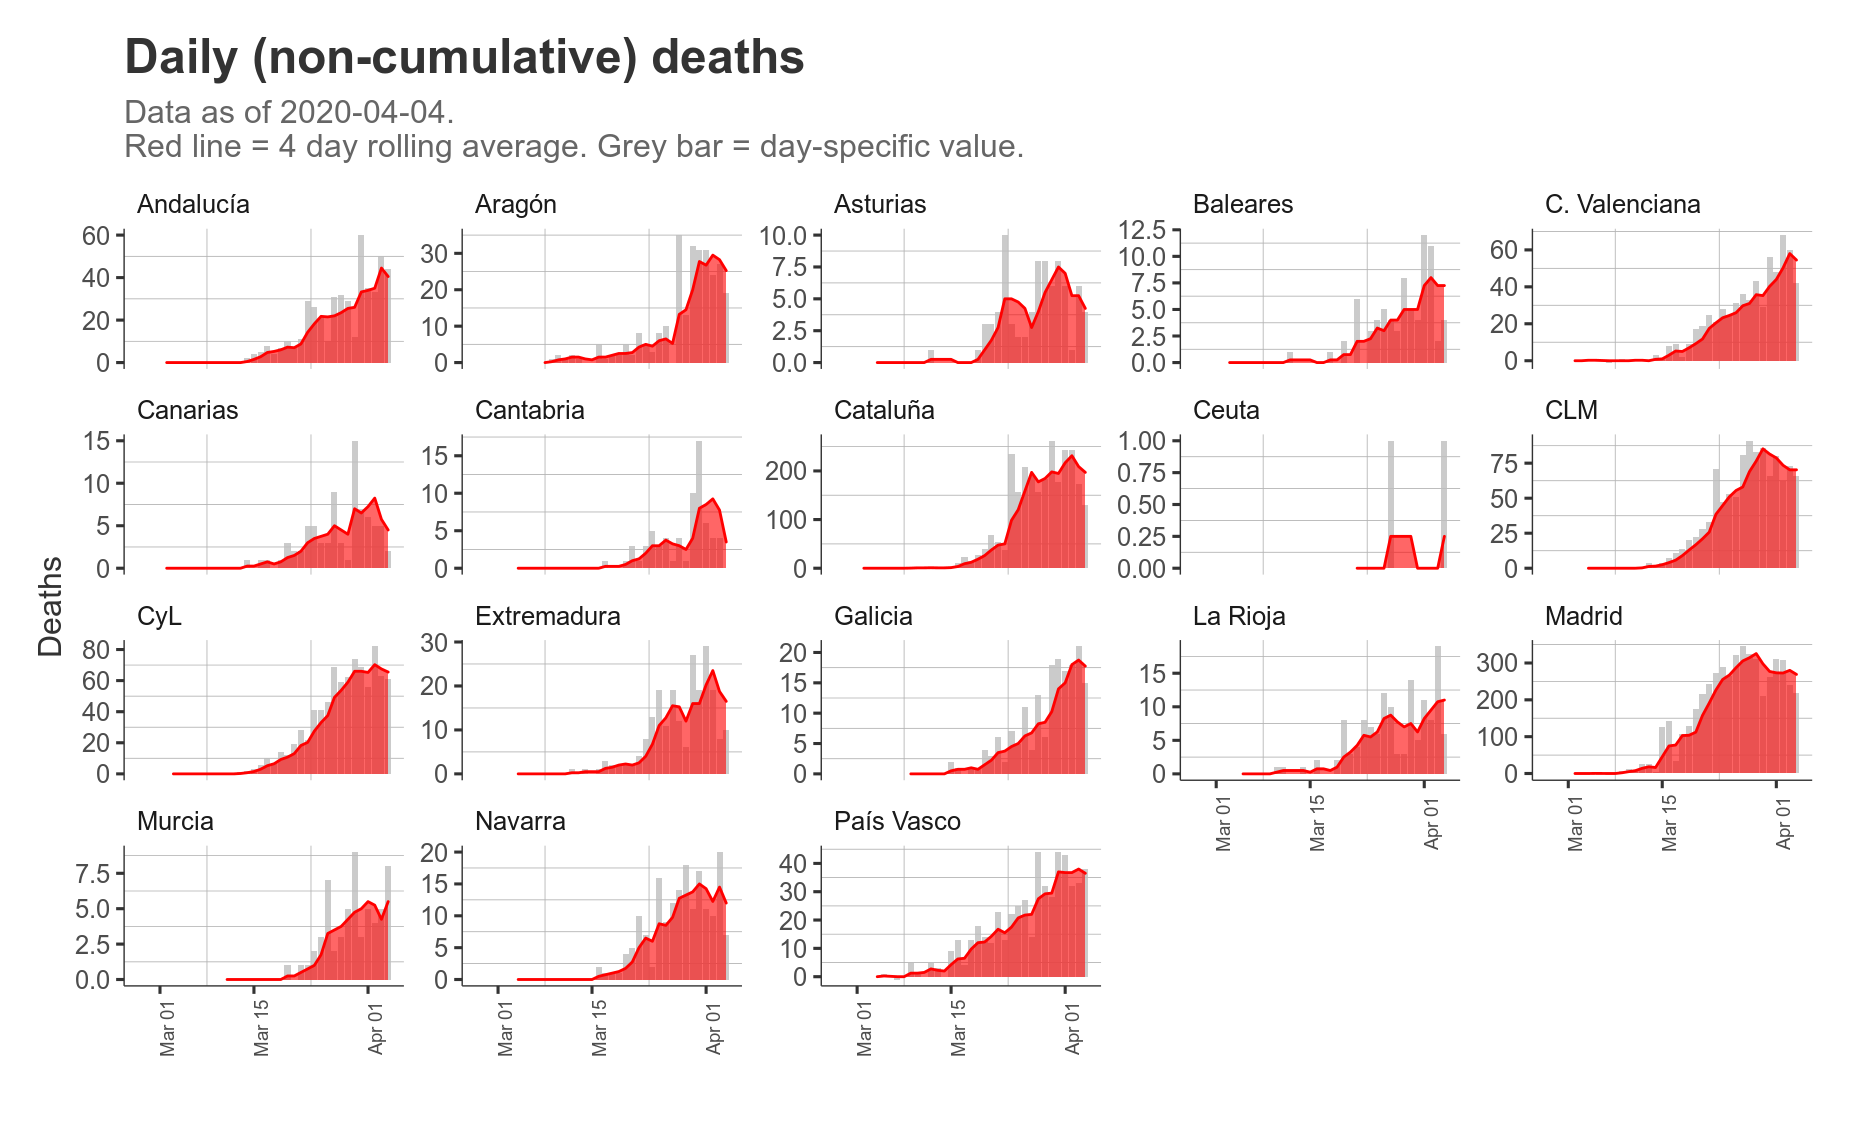 Daily (non-cumulative) deaths
Data as of 2020-04-04.
Red line = 4 day rolling average. Grey bar = day-specific value.
Deaths
Andalucía
60
40
20
0
Aragón
30
20
10
0
Asturias
10.0
7.5
5.0
2.5
0.0
Baleares
12.5
10.0
7.5
5.0
2.5
0.0
C. Valenciana
60
40
20
0
Canarias
15
10
5
0
Cantabria
15
10
5
0
Cataluña
200
100
0
Ceuta
1.00
0.75
0.50
0.25
0.00
CLM
75
50
25
0
CyL
80
60
40
20
0
Extremadura
30
20
10
0
Galicia
20
15
10
5
0
La Rioja
15
10
5
0
Mar 01
Mar 15
Apr 01
Madrid
300
200
100
0
Mar 01
Mar 15
Apr 01
Murcia
7.5
5.0
2.5
0.0
Mar 01
Mar 15
Apr 01
Navarra
20
15
10
5
0
Mar 01
Mar 15
Apr 01
País Vasco
40
30
20
10
0
Mar 01
Mar 15
Apr 01